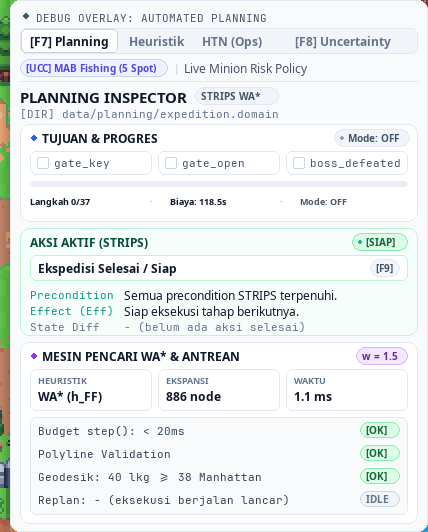 DEBUG OVERLAY: AUTOMATED PLANNING
[F7] Planning Heuristik HTN (Ops) [F8] Uncertainty
[UCC] MAB Fishing (5 Spot) | Live Minion Risk Policy
PLANNING INSPECTOR STRIPS WA*
[DIR] data/planning/expedition.domain
TUJUAN & PROGRES Mode: OFF
gate_key gate_open boss_defeated
Langkah 0/37 · Biaya: 118.5s · Mode: OFF
AKSI AKTIF (STRIPS) [SIAP]
Ekspedisi Selesai / Siap [F9]
Precondition Semua precondition STRIPS terpenuhi.
Effect (Eff) Siap eksekusi tahap berikutnya.
State Diff - (belum ada aksi selesai)
MESIN PENCARI WA* & ANTREAN w = 1.5
HEURISTIK EKSPANSI WAKTU
WA* (h_FF) 886 node 1.1 ms
Budget step(): < 20ms [OK]
Polyline Validation [OK]
Geodesik: 40 lkg ≥ 38 Manhattan [OK]
Replan: - (eksekusi berjalan lancar) IDLE